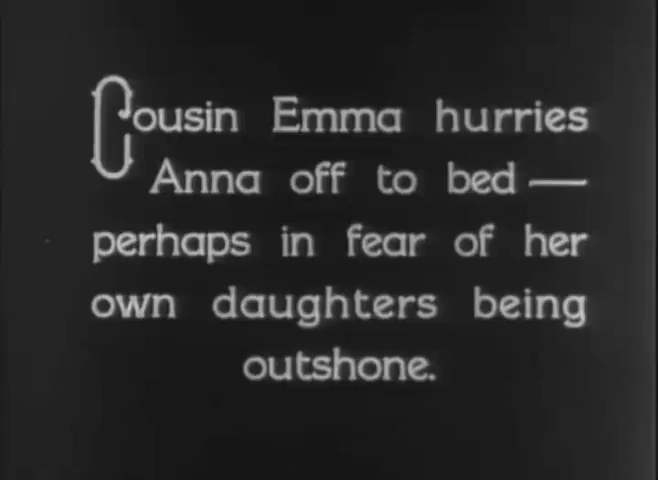 Cousin Emma hurries
Anna off to bed —
perhaps in fear of her
own daughters being
outshone.